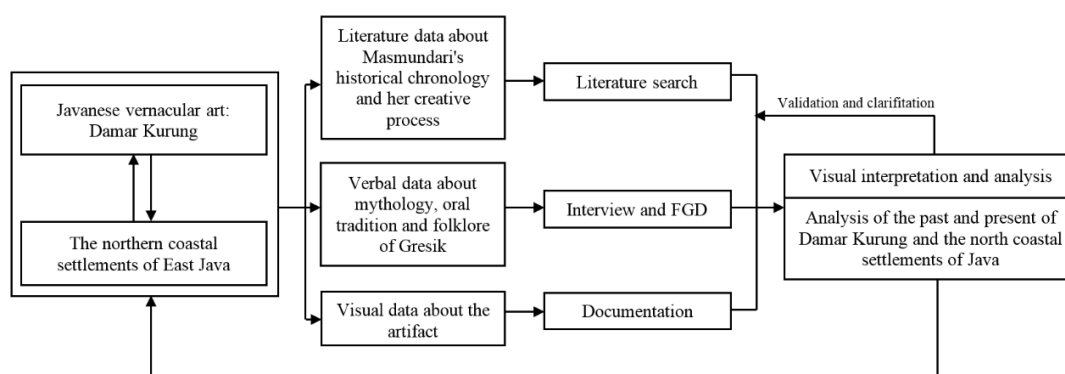 Javanese vernacular art:
Damar Kurung
The northern coastal
settlements of East Java
Literature data about
Masmundari's
historical chronology
and her creative
process
Verbal data about
mythology, oral
tradition and folklore
of Gresik
Visual data about the
artifact
Literature search
Interview and FGD
Documentation
Validation and clarifitation
Visual interpretation and analysis
Analysis of the past and present of
Damar Kurung and the north coastal
settlements of Java